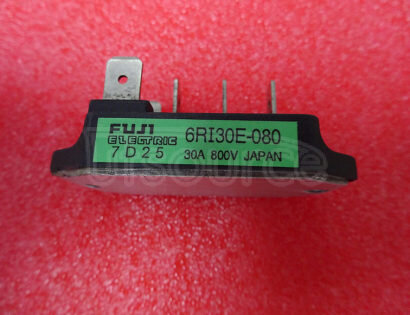 FUJI ELECTRIC 6RI30E-080
7D25 30A 800V JAPAN